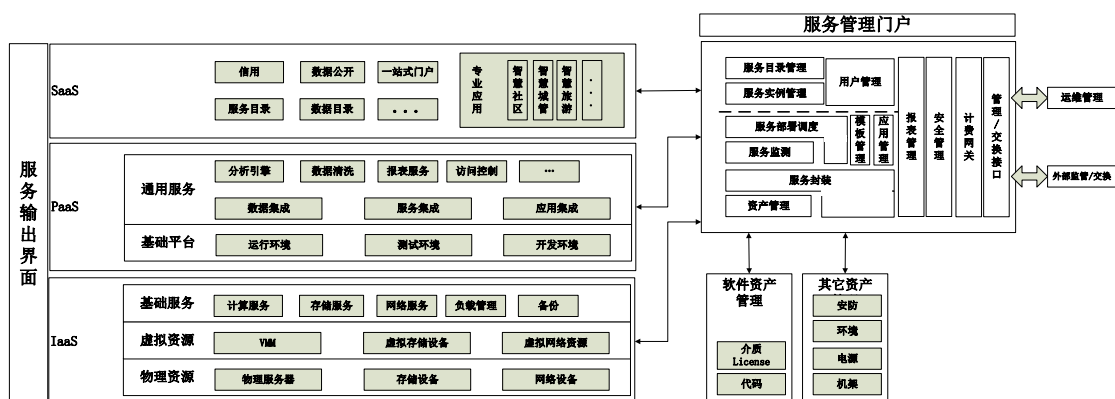 服务管理门户
服务输出界面
SaaS
信用
数据公开
一站式门户
服务目录
数据目录
...
专业应用
智慧社区
智慧城管
智慧旅游
...
PaaS
通用服务
分析引擎
数据清洗
报表服务
访问控制
...
数据集成
服务集成
应用集成
基础平台
运行环境
测试环境
开发环境
IaaS
基础服务
计算服务
存储服务
网络服务
负载管理
备份
虚拟资源
VMM
虚拟存储设备
虚拟网络资源
物理资源
物理服务器
存储设备
网络设备
服务目录管理
服务实例管理
用户管理
服务部署调度
服务监测
模板管理
应用管理
服务封装
资产管理
报表管理
安全管理
计费网关
管理/交换接口
运维管理
外部监管/交换
软件资产
管理
介质
License
代码
其它资产
安防
环境
电源
机架